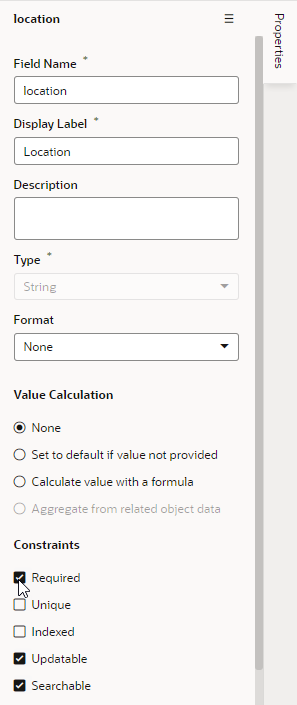 location
Properties
Field Name *
location
Display Label *
Location
Description
Type *
String
Format
None
Value Calculation
None
Set to default if value not provided
Calculate value with a formula
Aggregate from related object data
Constraints
Required
Unique
Indexed
Updatable
Searchable